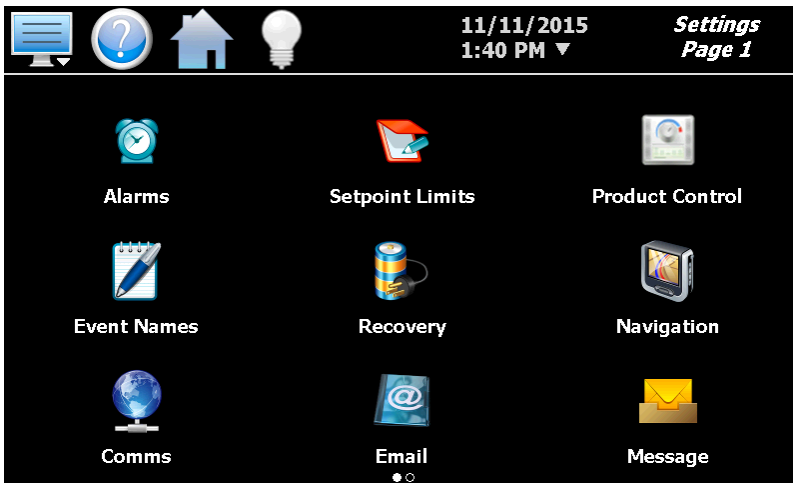 11/11/2015
1:40 PM ▼
Settings
Page 1
?
Alarms
Setpoint Limits
Product Control
Event Names
Recovery
Navigation
Comms
@
Email
Message